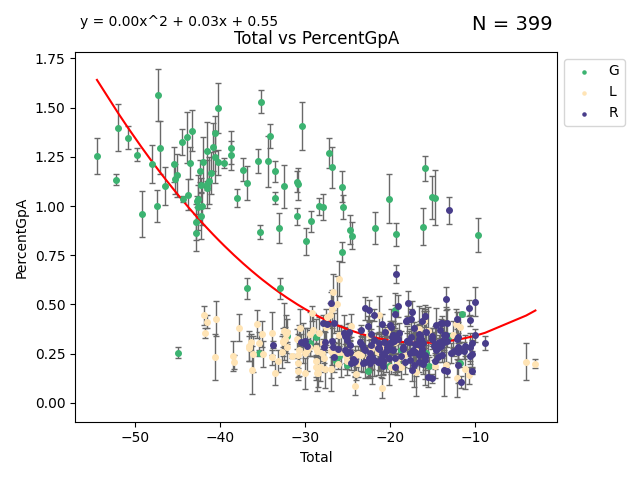 y = 0.00x^2 + 0.03x + 0.55
N = 399
Total vs PercentGpA
G
L
R
PercentGpA
1.75
1.50
1.25
1.00
0.75
0.50
0.25
0.00
−50
−40
−30
−20
−10
Total